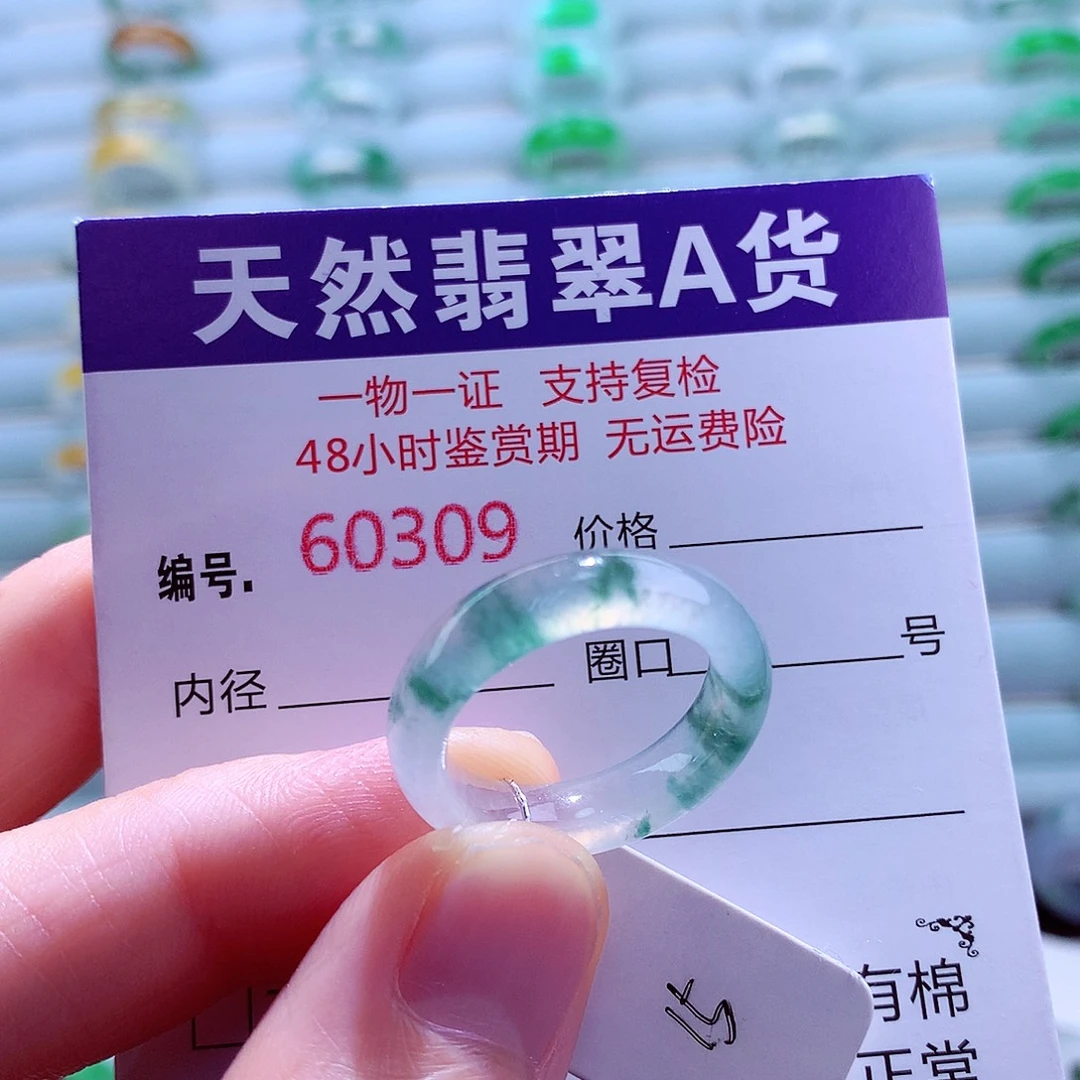 天然翡翠A货
一物一证 支持复检
48小时鉴赏期 无运费险
编号. 60309 价格
内径 圈口 号
有棉
正常